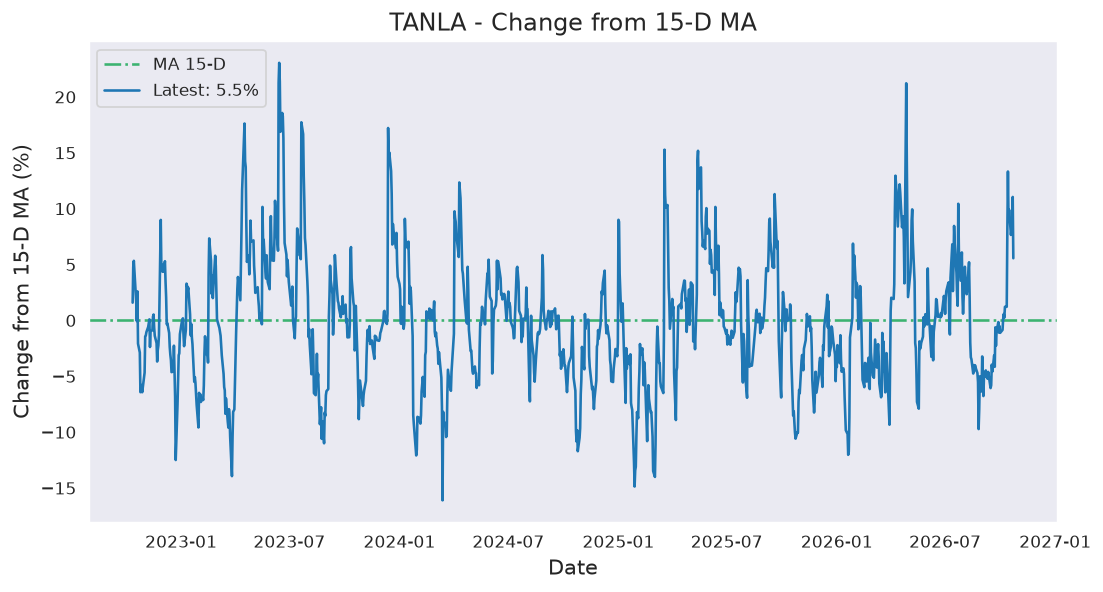 TANLA - Change from 15-D MA
MA 15-D
Latest: 5.5%
Change from 15-D MA (%)
20
15
10
5
0
−5
−10
−15
2023-01 2023-07 2024-01 2024-07 2025-01 2025-07 2026-01 2026-07 2027-01
Date